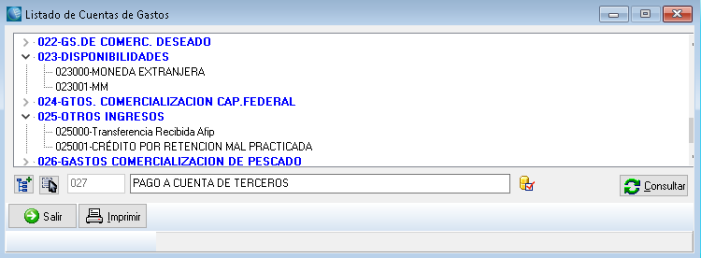 Listado de Cuentas de Gastos
022-GS.DE COMERC. DESEADO
023-DISPONIBILIDADES
023000-MONEDA EXTRANJERA
023001-MM
024-GTOS. COMERCIALIZACION CAP.FEDERAL
025-OTROS INGRESOS
025000-Transferencia Recibida Afip
025001-CRÉDITO POR RETENCION MAL PRACTICADA
026-GASTOS COMERCIALIZACION DE PESCADO
027 PAGO A CUENTA DE TERCEROS Consultar
Salir Imprimir